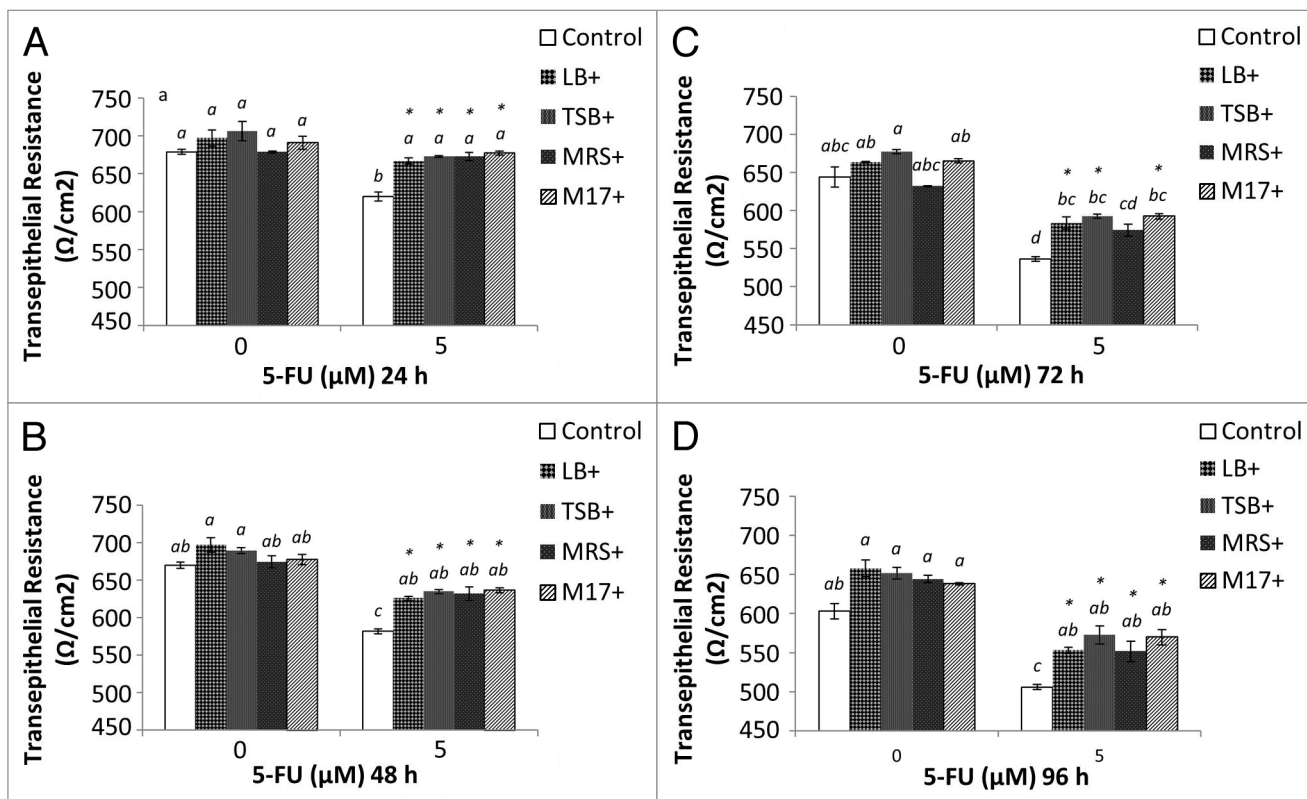 A
Transepithelial Resistance
(Ω/cm2)
750
700
650
600
550
500
450
a
a a a a a
* * * *
b a a a a
0 5
5-FU (µM) 24 h
Control
LB+
TSB+
MRS+
M17+
B
Transepithelial Resistance
(Ω/cm2)
750
700
650
600
550
500
450
ab a a ab ab
* * * *
c ab ab ab ab
0 5
5-FU (µM) 48 h
Control
LB+
TSB+
MRS+
M17+
C
Transepithelial Resistance
(Ω/cm2)
750
700
650
600
550
500
450
abc ab a abc ab
* * *
d bc bc cd bc
0 5
5-FU (µM) 72 h
Control
LB+
TSB+
MRS+
M17+
D
Transepithelial Resistance
(Ω/cm2)
750
700
650
600
550
500
450
ab a a a a
* * * *
c ab ab ab ab
0 5
5-FU (µM) 96 h
Control
LB+
TSB+
MRS+
M17+